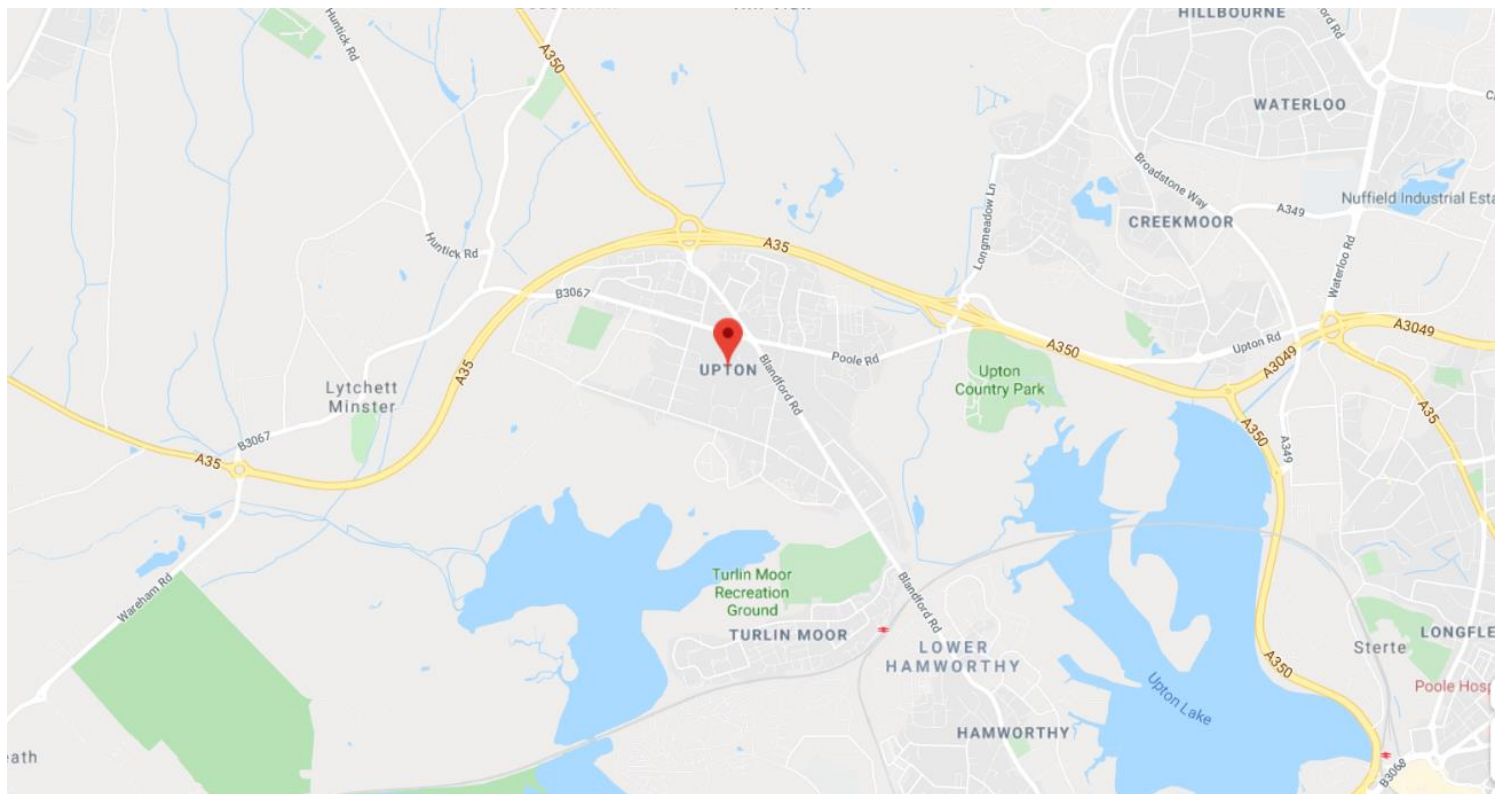 HILLBOURNE
Huntick Rd
A350
WATERLOO
Broadstone Way
Nuffield Industrial Esta
A349
CREEKMOOR
Longmeadow Ln
Huntick Rd
A35
Waterloo Rd
B3067
A3049
Upton Rd
A350
Poole Rd
A3049
UPTON
Blandford Rd
Upton
Country Park
A35
Lytchett
Minster
A35
B3067
A350
A349
A35
Turlin Moor
Recreation
Ground
Wareham Rd
Blandford Rd
TURLIN MOOR
LOWER
HAMWORTHY
LONGFLE
Sterte
A350
Poole Hosp
Upton Lake
HAMWORTHY
eath
B3068